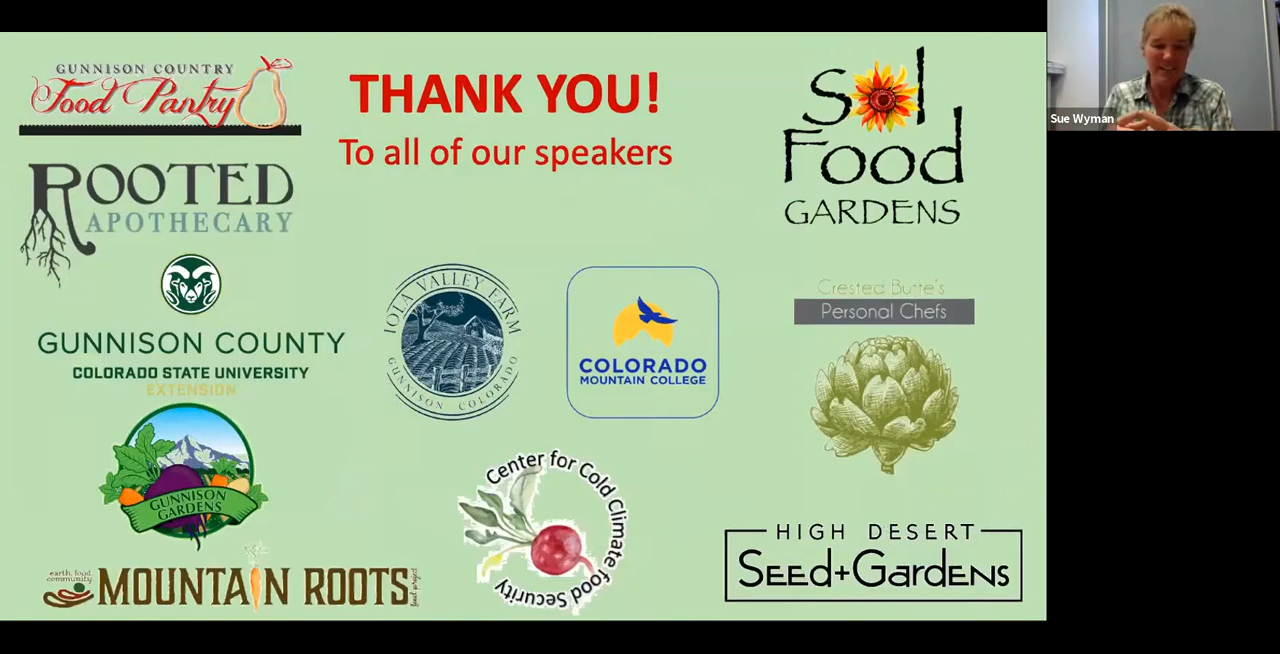 GUNNISON COUNTRY
Food Pantry
THANK YOU!
To all of our speakers
Sol
Food
GARDENS
Sue Wyman
ROOTED
APOTHECARY
GUNNISON COUNTY
COLORADO STATE UNIVERSITY
EXTENSION
IOLA VALLEY FARM
GUNNISON COLORADO
COLORADO
MOUNTAIN COLLEGE
Crested Butte's
Personal Chefs
GUNNISON
GARDENS
Center for Cold Climate food Security
HIGH DESERT
SEEd+GARdENS
earth. food.
community.
MOUNTAIN ROOTS
food project